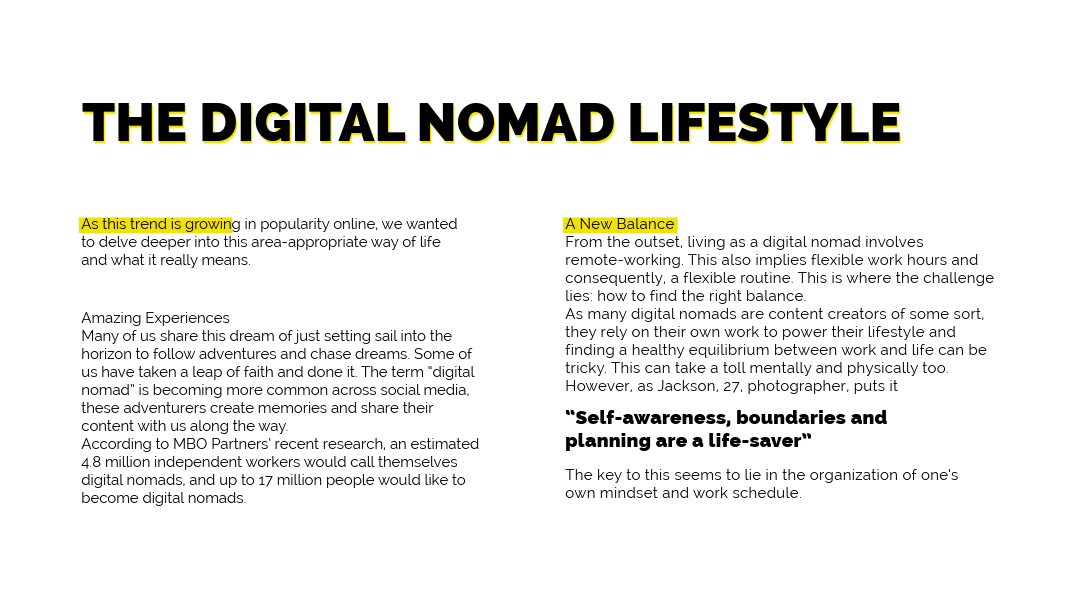 THE DIGITAL NOMAD LIFESTYLE
As this trend is growing in popularity online, we wanted
to delve deeper into this area-appropriate way of life
and what it really means.
Amazing Experiences
Many of us share this dream of just setting sail into the
horizon to follow adventures and chase dreams. Some of
us have taken a leap of faith and done it. The term "digital
nomad" is becoming more common across social media,
these adventurers create memories and share their
content with us along the way.
According to MBO Partners' recent research, an estimated
4.8 million independent workers would call themselves
digital nomads, and up to 17 million people would like to
become digital nomads.
A New Balance
From the outset, living as a digital nomad involves
remote-working. This also implies flexible work hours and
consequently, a flexible routine. This is where the challenge
lies: how to find the right balance.
As many digital nomads are content creators of some sort,
they rely on their own work to power their lifestyle and
finding a healthy equilibrium between work and life can be
tricky. This can take a toll mentally and physically too.
However, as Jackson, 27, photographer, puts it
“Self-awareness, boundaries and
planning are a life-saver“
The key to this seems to lie in the organization of one's
own mindset and work schedule.